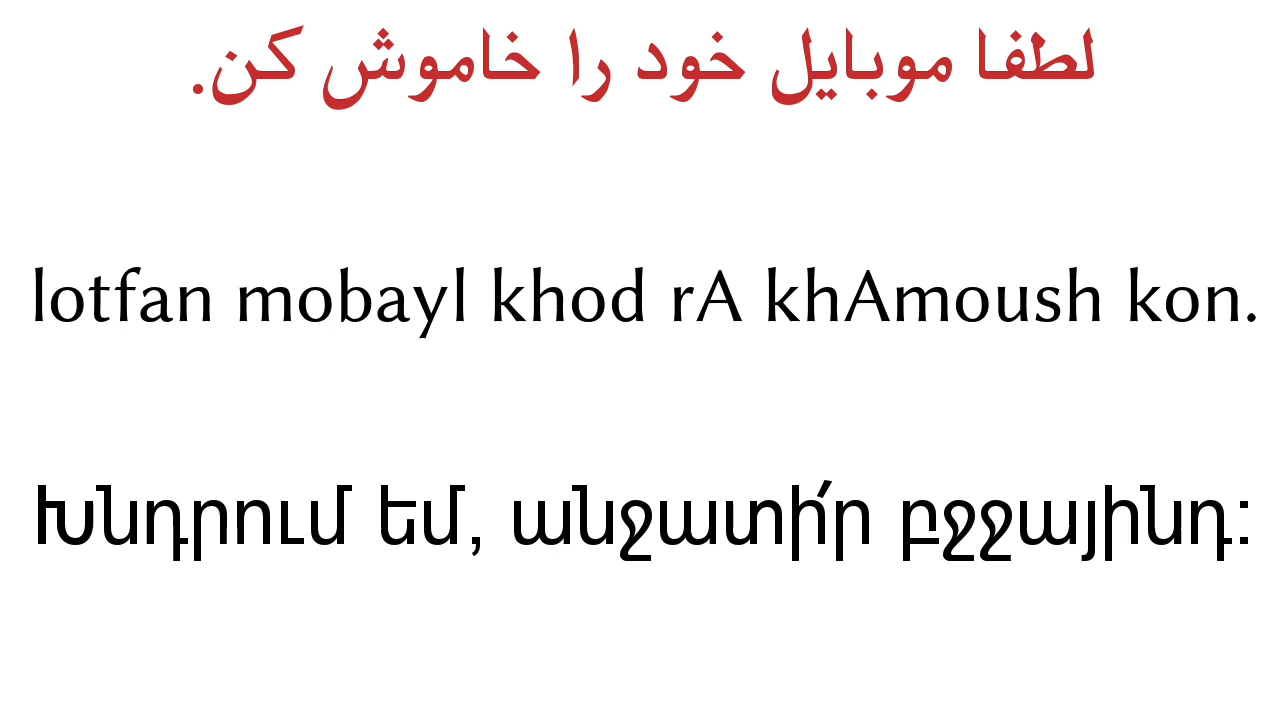 لطفا موبایل خود را خاموش کن.
lotfan mobayl khod rA khAmoush kon.
Խնդրում եմ, անջատի՛ր բջջայինդ: